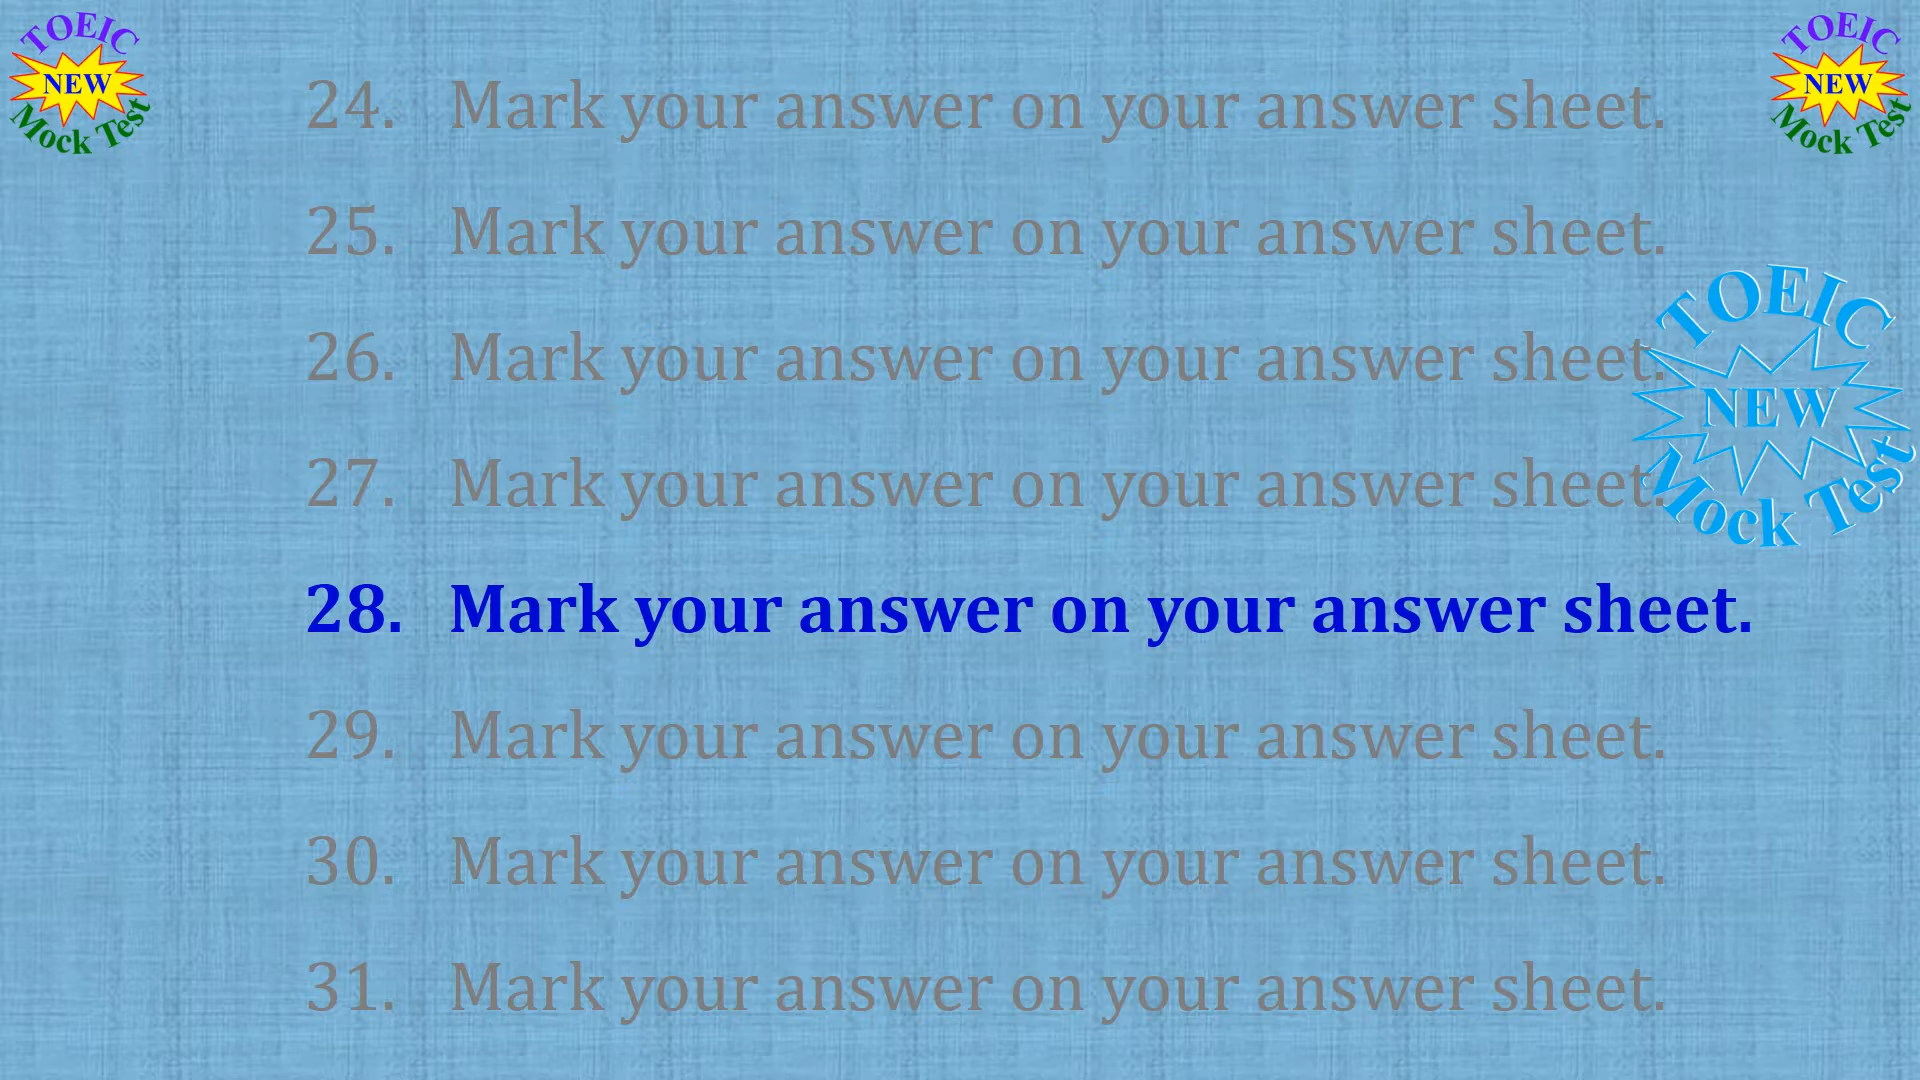 TOEIC
NEW
Mock Test
TOEIC
NEW
Mock Test
24. Mark your answer on your answer sheet.
25. Mark your answer on your answer sheet.
26. Mark your answer on your answer sheet.
27. Mark your answer on your answer sheet.
TOEIC
NEW
Mock Test
28. Mark your answer on your answer sheet.
29. Mark your answer on your answer sheet.
30. Mark your answer on your answer sheet.
31. Mark your answer on your answer sheet.